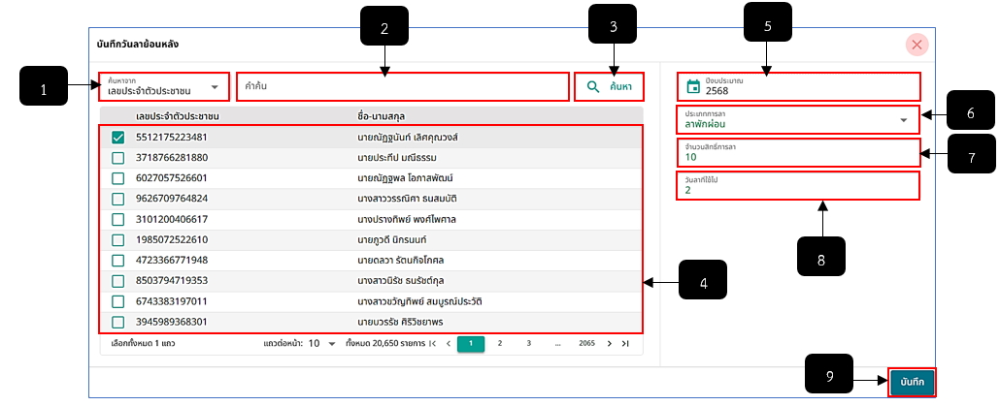 1
2
3
4
5
6
7
8
9
บันทึกวันลาย้อนหลัง
ค้นหาจาก
เลขประจำตัวประชาชน
คำค้น
ค้นหา
เลขประจำตัวประชาชน ชื่อ-นามสกุล
5512175223481 นายณัฏฐนันท์ เลิศคุณวงส์
3718766281880 นายประทีป มณีธรรม
6027057526601 นายณัฏฐพล โอภาสพัฒน์
9626709764824 นางสาววรรณิศา ธนสมบัติ
3101200406617 นางปรางทิพย์ พงศ์ไพศาล
1985072522610 นายภูวดี นิกรนนท์
4723366771948 นายดลวา รัตนกิจโกศล
8503794719353 นางสาวนิรัช ธนรัชต์กุล
6743383197011 นางสาวขวัญทิพย์ สมบูรณ์ประวัติ
3945989368301 นายบวรรัช ศิริวิชยาพร
เลือกทั้งหมด 1 แถว แถวต่อหน้า: 10 ทั้งหมด 20,650 รายการ 1 2 3 ... 2065
ปีงบประมาณ
2568
ประเภทการลา
ลาพักผ่อน
จำนวนสิทธิ์การลา
10
วันลาที่ใช้ไป
2
บันทึก